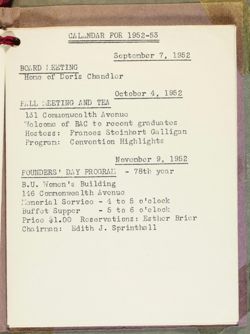 CALENDAR FOR 1952-53
September 7, 1952
BOARD MEETING
Home of Doris Chandler
October 4, 1952
FALL MEETING AND TEA
131 Commonwealth Avenue
Welcome of BAC to recent graduates
Hostess: Frances Steinhart Galligan
Program: Convention Highlights
November 9, 1952
FOUNDERS' DAY PROGRAM - 78th year
B.U. Women's Building
146 Commonwealth Avenue
Memorial Service - 4 to 5 o'clock
Buffet Supper - 5 to 6 o'clock
Price $1.00 Reservations: Esther Brier
Chairman: Edith J. Sprinthall